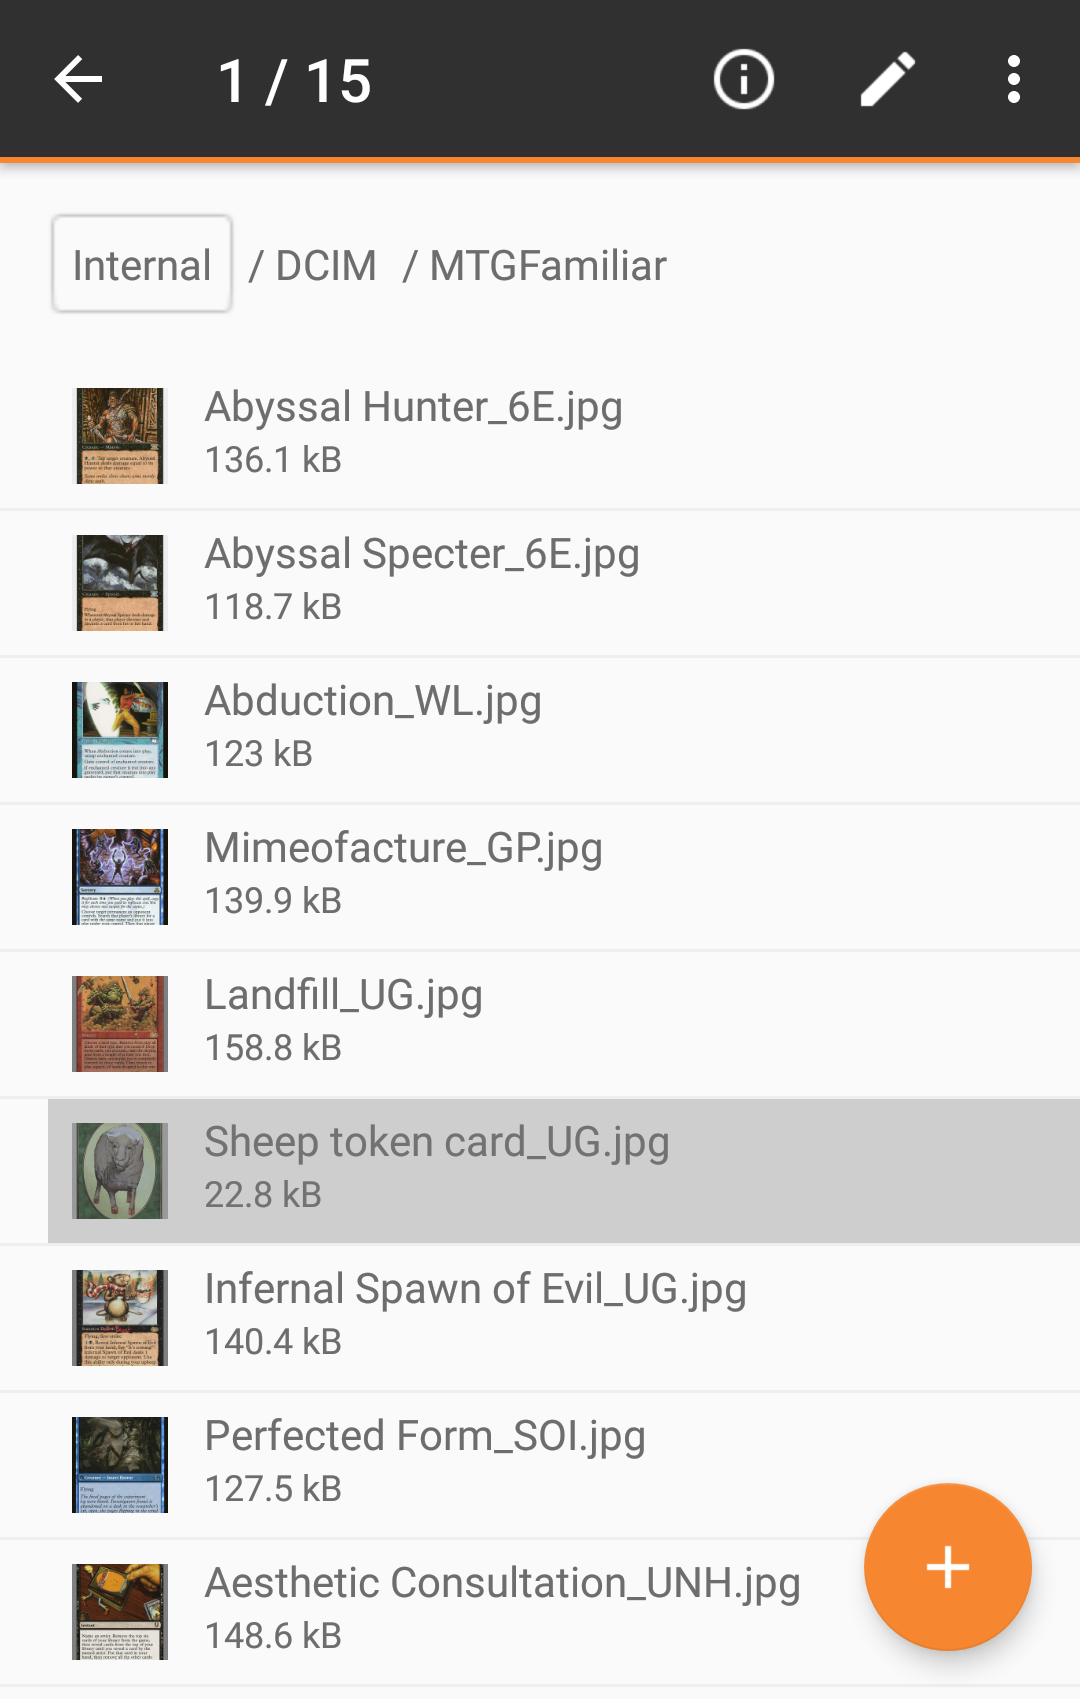 1 / 15
Internal / DCIM / MTGFamiliar
Abyssal Hunter_6E.jpg
136.1 kB
Abyssal Specter_6E.jpg
118.7 kB
Abduction_WL.jpg
123 kB
Mimeofacture_GP.jpg
139.9 kB
Landfill_UG.jpg
158.8 kB
Sheep token card_UG.jpg
22.8 kB
Infernal Spawn of Evil_UG.jpg
140.4 kB
Perfected Form_SOI.jpg
127.5 kB
Aesthetic Consultation_UNH.jpg
148.6 kB